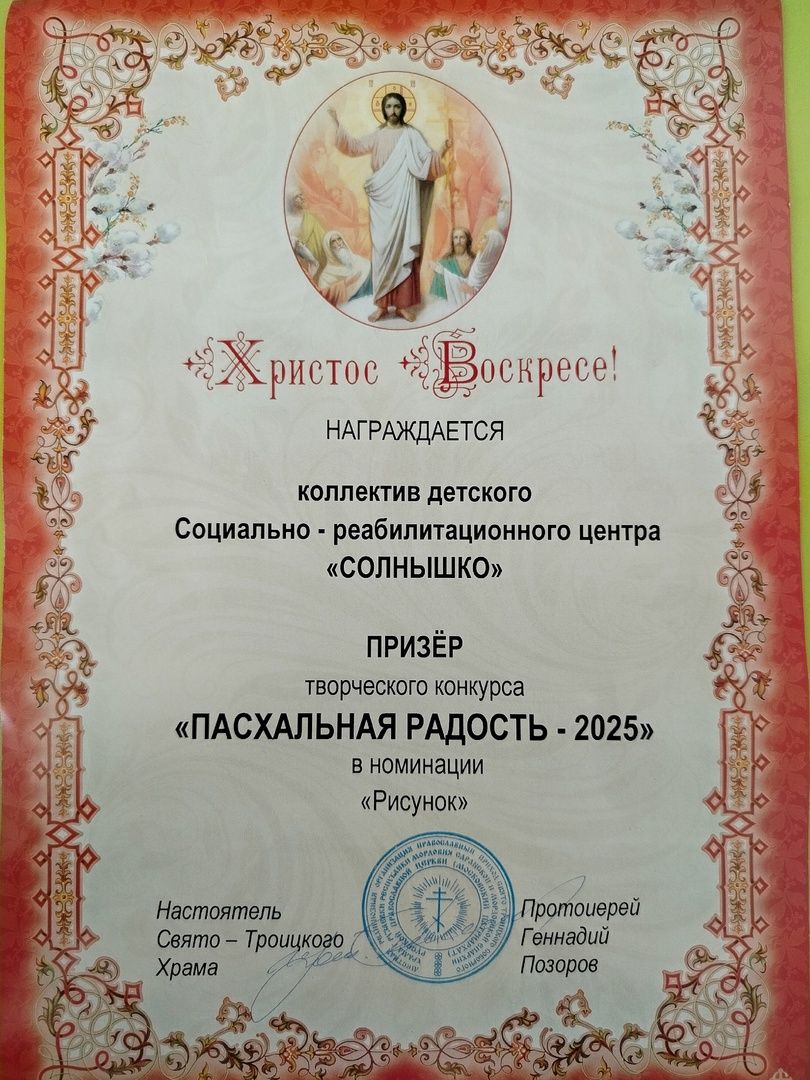 Христос Воскресе!
НАГРАЖДАЕТСЯ
коллектив детского
Социально - реабилитационного центра
«СОЛНЫШКО»
ПРИЗЁР
творческого конкурса
«ПАСХАЛЬНАЯ РАДОСТЬ - 2025»
в номинации
«Рисунок»
Настоятель
Свято – Троицкого
Храма
Протоиерей
Геннадий
Позоров